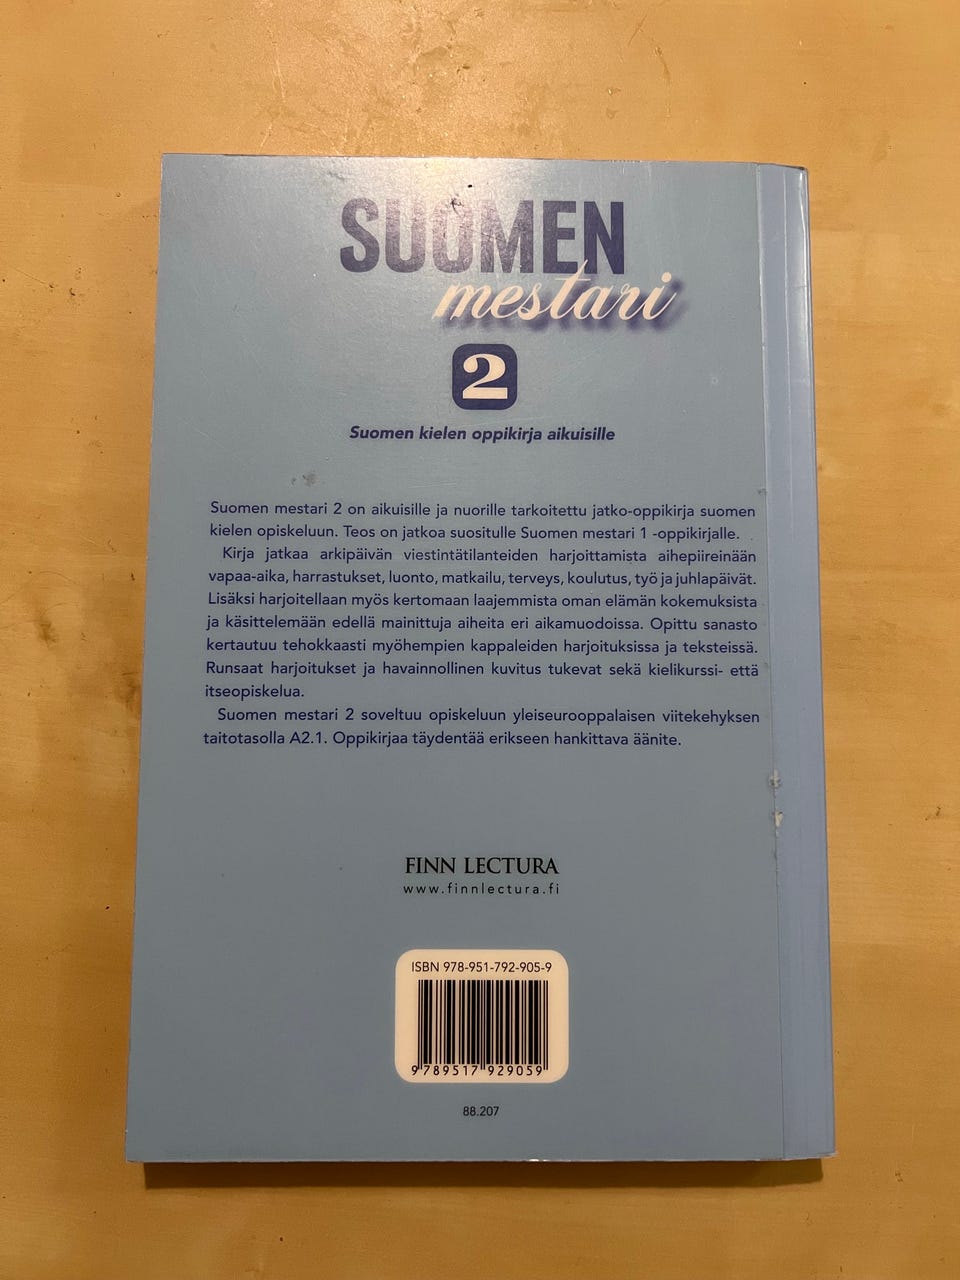 SUOMEN
mestari
2
Suomen kielen oppikirja aikuisille
Suomen mestari 2 on aikuisille ja nuorille tarkoitettu jatko-oppikirja suomen
kielen opiskeluun. Teos on jatkoa suositulle Suomen mestari 1 -oppikirjalle.
Kirja jatkaa arkipäivän viestintätilanteiden harjoittamista aihepiireinään
vapaa-aika, harrastukset, luonto, matkailu, terveys, koulutus, työ ja juhlapäivät.
Lisäksi harjoitellaan myös kertomaan laajemmista oman elämän kokemuksista
ja käsittelemään edellä mainittuja aiheita eri aikamuodoissa. Opittu sanasto
kertautuu tehokkaasti myöhempien kappaleiden harjoituksissa ja teksteissä.
Runsaat harjoitukset ja havainnollinen kuvitus tukevat sekä kielikurssi- että
itseopiskelua.
Suomen mestari 2 soveltuu opiskeluun yleiseurooppalaisen viitekehyksen
taitotasolla A2.1. Oppikirjaa täydentää erikseen hankittava äänite.
FINN LECTURA
www.finnlectura.fi
ISBN 978-951-792-905-9
9 789517 929059
88.207